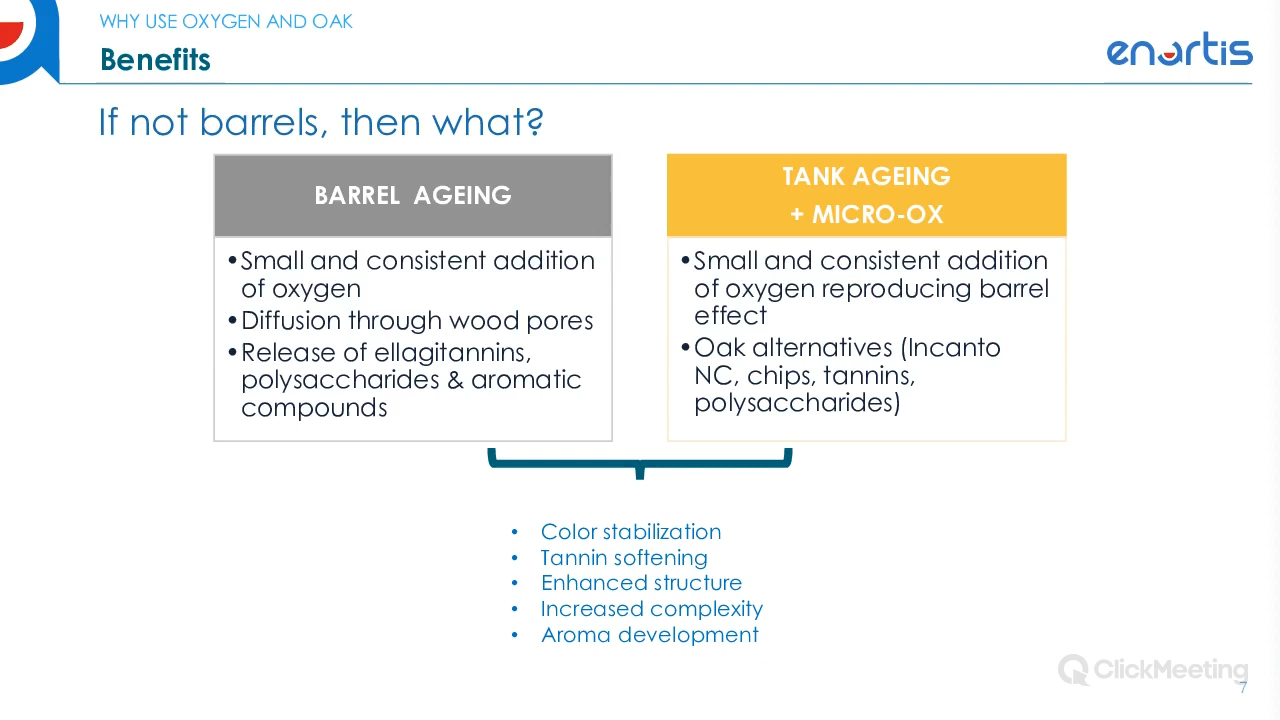 WHY USE OXYGEN AND OAK
Benefits
enartis
If not barrels, then what?
BARREL AGEING
•Small and consistent addition
of oxygen
•Diffusion through wood pores
•Release of ellagitannins,
polysaccharides & aromatic
compounds
TANK AGEING
+ MICRO-OX
•Small and consistent addition
of oxygen reproducing barrel
effect
•Oak alternatives (Incanto
NC, chips, tannins,
polysaccharides)
• Color stabilization
• Tannin softening
• Enhanced structure
• Increased complexity
• Aroma development
ClickMeeting
7